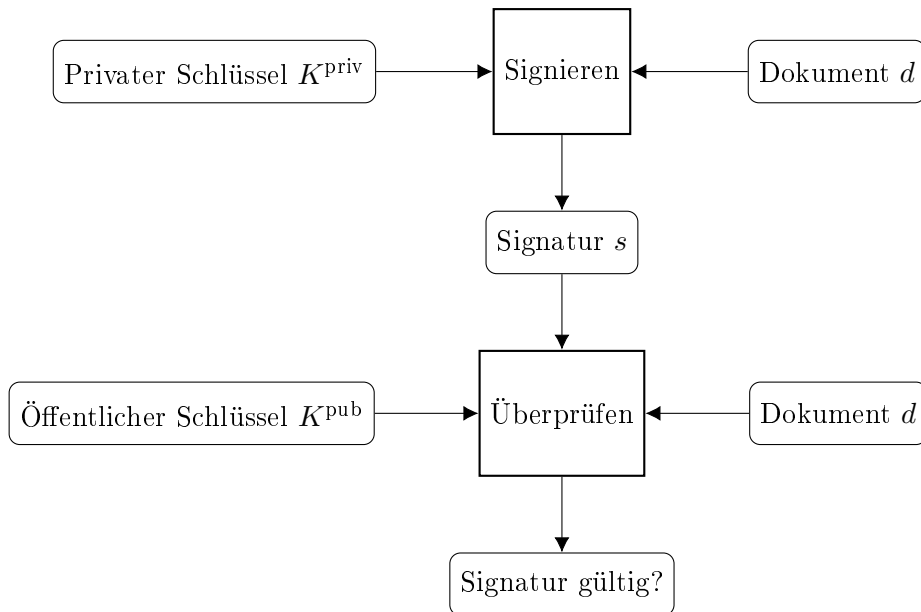 Privater Schlüssel K^priv
Signieren
Dokument d
Signatur s
Öffentlicher Schlüssel K^pub
Überprüfen
Dokument d
Signatur gültig?